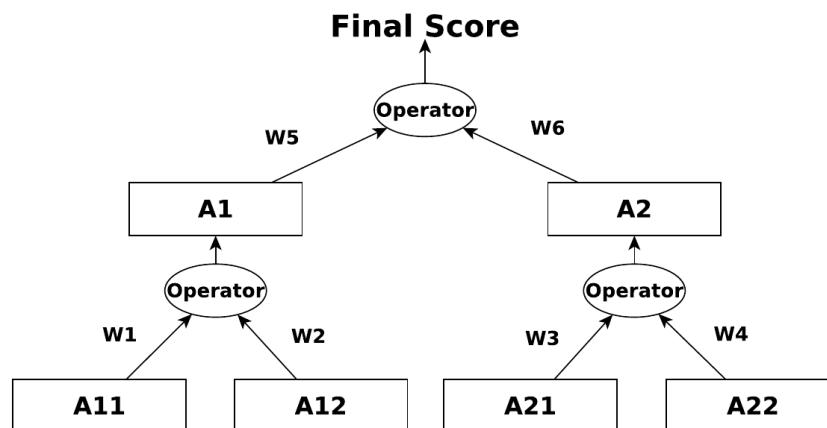 Final Score
Operator
W5
W6
A1
A2
Operator
Operator
W1
W2
W3
W4
A11
A12
A21
A22